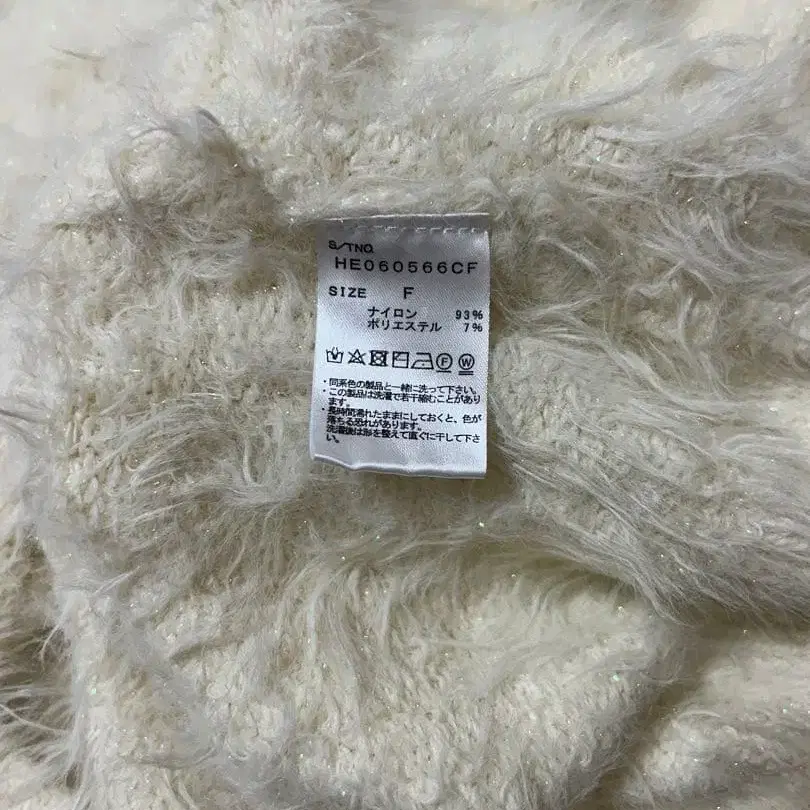 S/TNO.
HE060566CF
SIZE F
ナイロン 93%
ポリエステル 7%
F W
・同系色の製品と一緒に洗って下さい。
・この製品は洗濯で若干縮むことがあり
ます。
・長時間濡れたままにしておくと、色が
落ちる恐れがあります。
洗濯後は形を整えて直ぐに干して下さ
い。